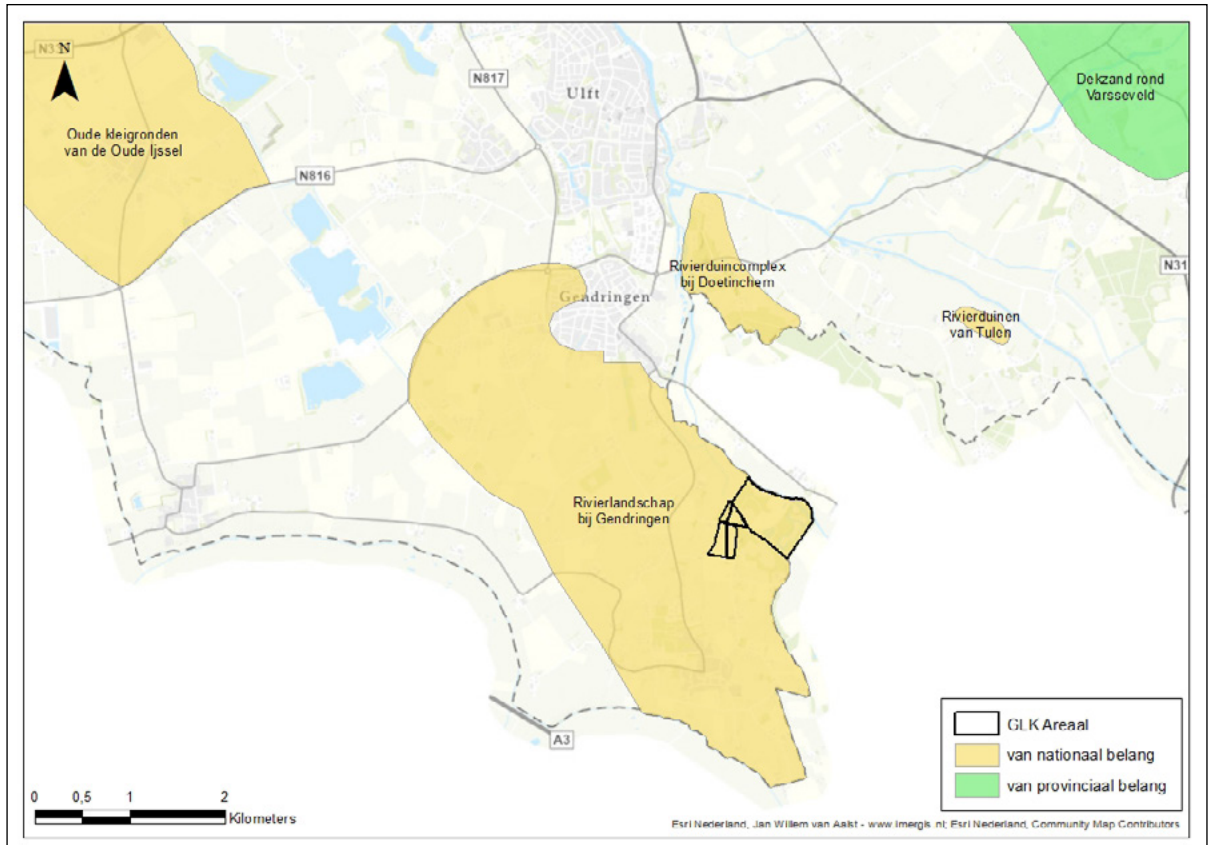 N33
N
N817
Ulft
Dekzand rond
Varsseveld
Oude kleigronden
van de Oude Ijssel
N816
Rivierduincomplex
bij Doetinchem
N31
Gendringen
Rivierduinen
van Tulen
Rivierlandschap
bij Gendringen
A3
GLK Areaal
van nationaal belang
van provinciaal belang
0 0,5 1 2
Kilometers
Esri Nederland, Jan Willem van Aalst - www.imergis.nl; Esri Nederland, Community Map Contributors